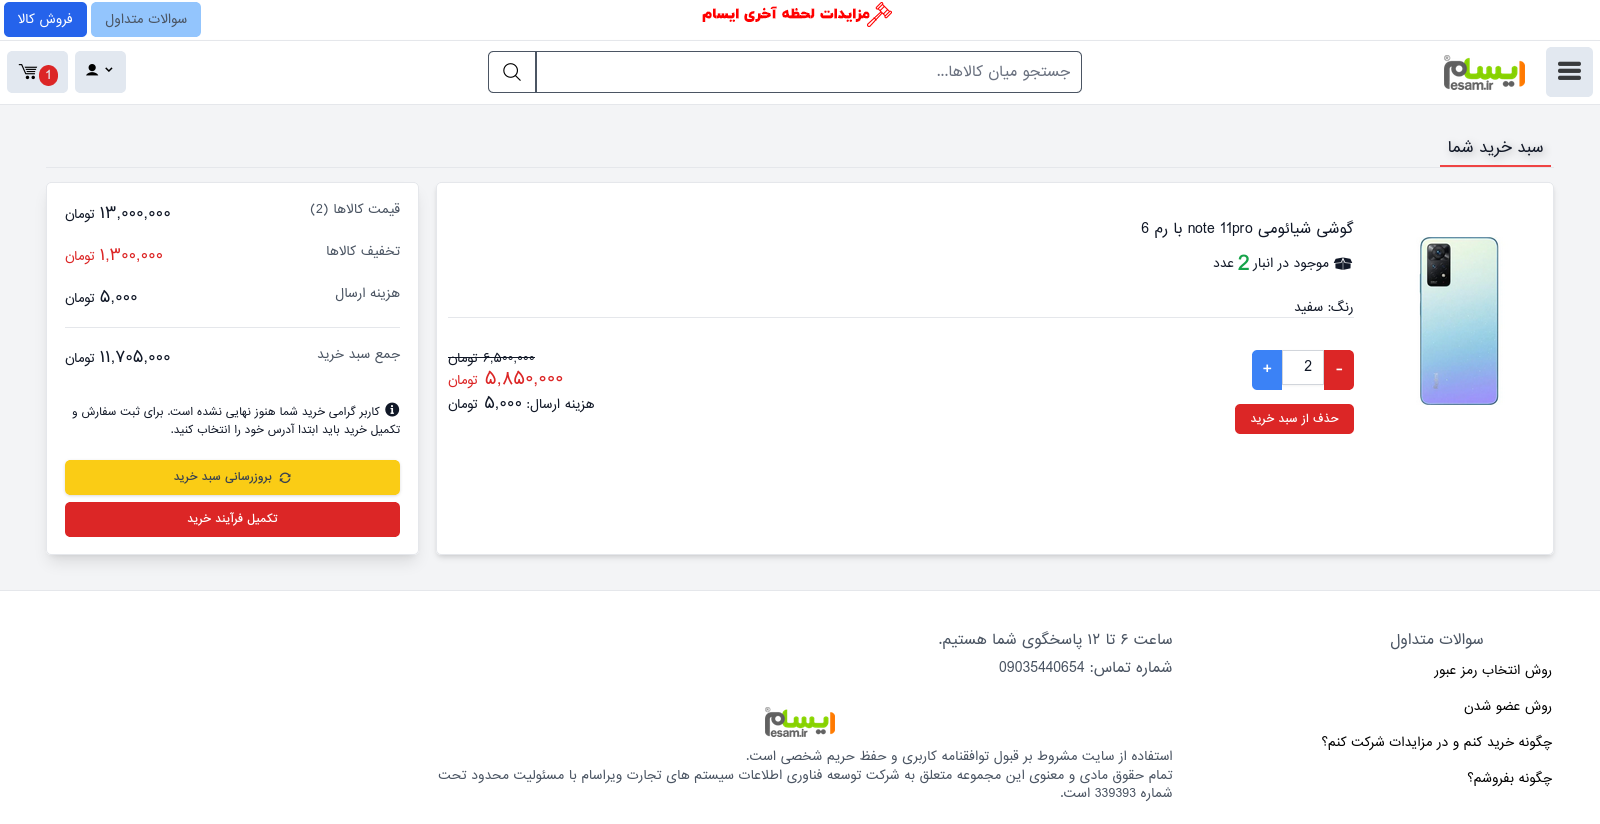 مزایدات لحظه آخری ایسام
سوالات متداول
فروش کالا
ایسام
esam.ir
جستجو میان کالاها...
1
سبد خرید شما
گوشی شیائومی note 11pro با رم 6
موجود در انبار 2 عدد
رنگ: سفید
- 2 +
حذف از سبد خرید
۶,۵۰۰,۰۰۰ تومان
۵,۸۵۰,۰۰۰ تومان
هزینه ارسال: ۵,۰۰۰ تومان
قیمت کالاها (2) ۱۳,۰۰۰,۰۰۰ تومان
تخفیف کالاها ۱,۳۰۰,۰۰۰ تومان
هزینه ارسال ۵,۰۰۰ تومان
جمع سبد خرید ۱۱,۷۰۵,۰۰۰ تومان
کاربر گرامی خرید شما هنوز نهایی نشده است. برای ثبت سفارش و
تکمیل خرید باید ابتدا آدرس خود را انتخاب کنید.
بروزرسانی سبد خرید
تکمیل فرآیند خرید
سوالات متداول
روش انتخاب رمز عبور
روش عضو شدن
چگونه خرید کنم و در مزایدات شرکت کنم؟
چگونه بفروشم؟
ساعت ۶ تا ۱۲ پاسخگوی شما هستیم.
شماره تماس: 09035440654
ایسام
esam.ir
استفاده از سایت مشروط بر قبول توافقنامه کاربری و حفظ حریم شخصی است.
تمام حقوق مادی و معنوی این مجموعه متعلق به شرکت توسعه فناوری اطلاعات سیستم های تجارت ویراسام با مسئولیت محدود تحت
شماره 339393 است.